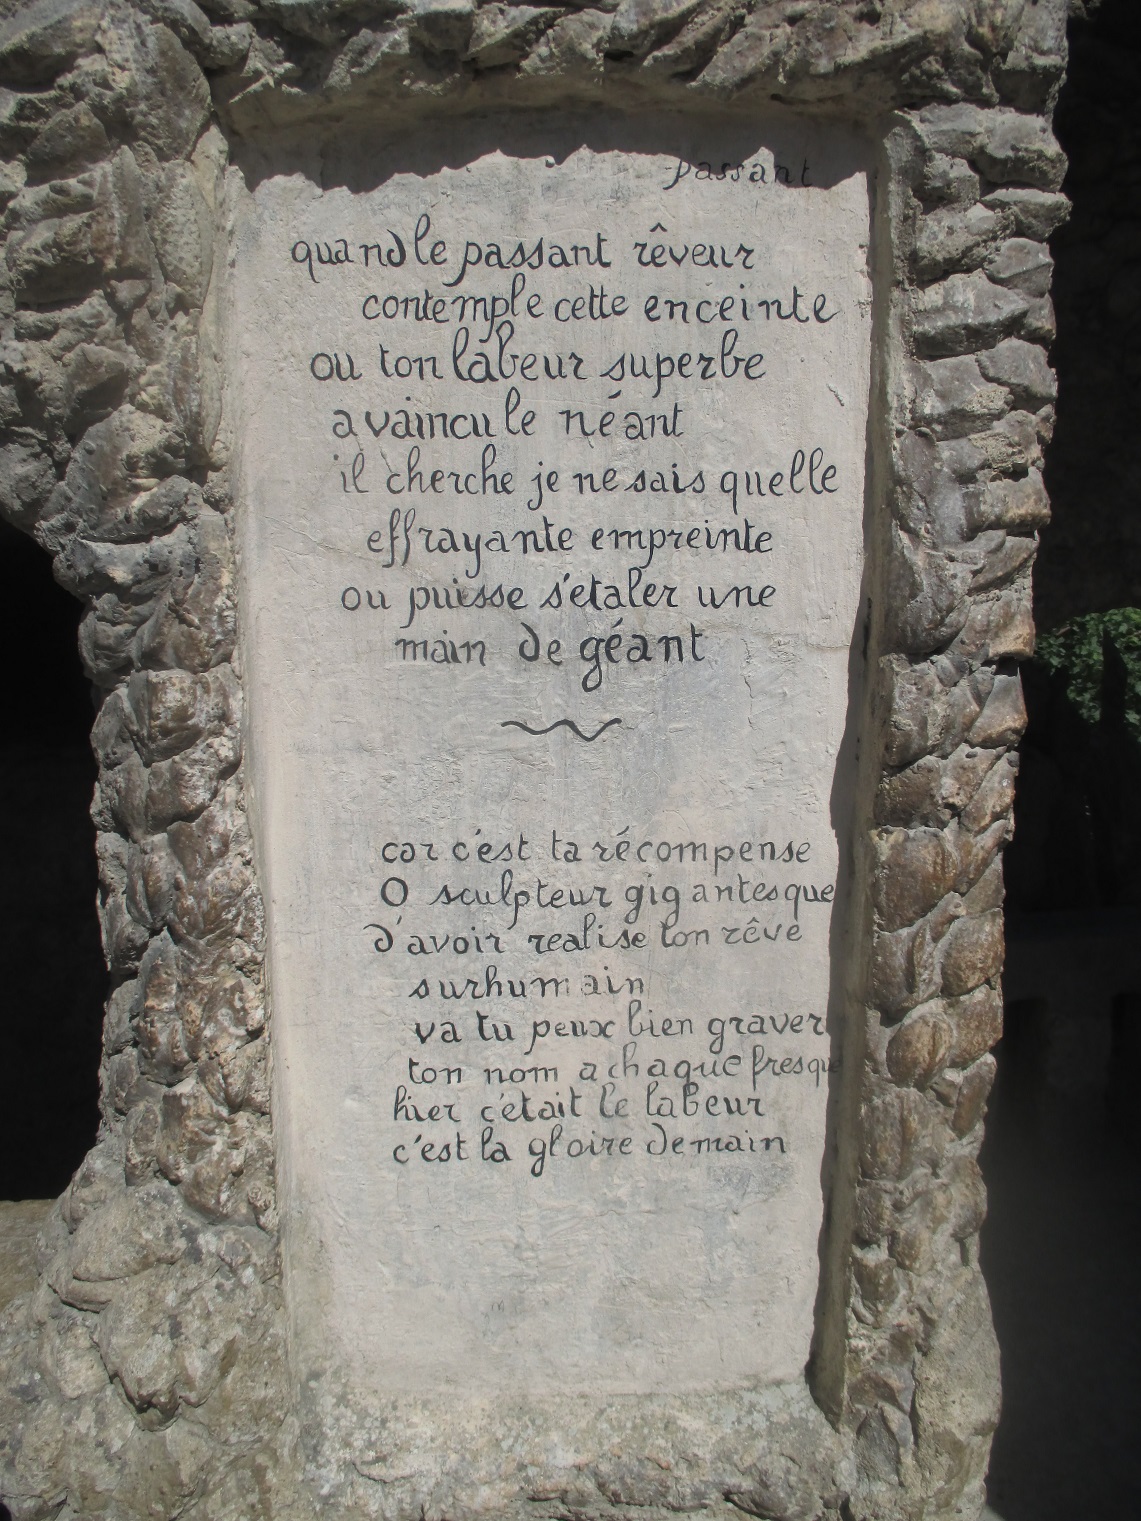 passant
quand le passant rêveur
contemple cette enceinte
ou ton labeur superbe
a vaincu le néant
il cherche je ne sais quelle
effrayante empreinte
ou puisse s'etaler une
main de géant
car c'est ta récompense
O sculpteur gigantesque
d'avoir realise ton rêve
surhumain
va tu peux bien graver
ton nom a chaque fresque
hier c'était le labeur
c'est la gloire demain